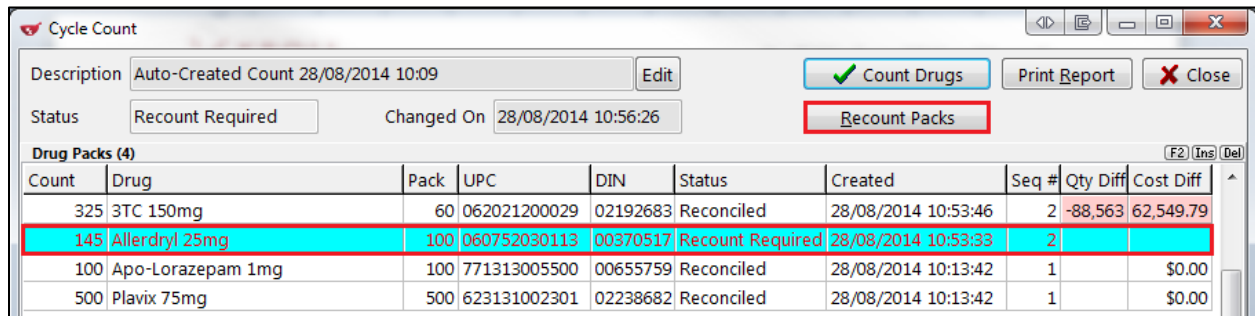 Cycle Count
Description Auto-Created Count 28/08/2014 10:09 Edit Count Drugs Print Report Close
Status Recount Required Changed On 28/08/2014 10:56:26 Recount Packs
Drug Packs (4) F2 Ins Del
Count Drug Pack UPC DIN Status Created Seq # Qty Diff Cost Diff
325 3TC 150mg 60 062021200029 02192683 Reconciled 28/08/2014 10:53:46 2 -88,563 62,549.79
145 Allerdryl 25mg 100 060752030113 00370517 Recount Required 28/08/2014 10:53:33 2
100 Apo-Lorazepam 1mg 100 771313005500 00655759 Reconciled 28/08/2014 10:13:42 1 $0.00
500 Plavix 75mg 500 623131002301 02238682 Reconciled 28/08/2014 10:13:42 1 $0.00